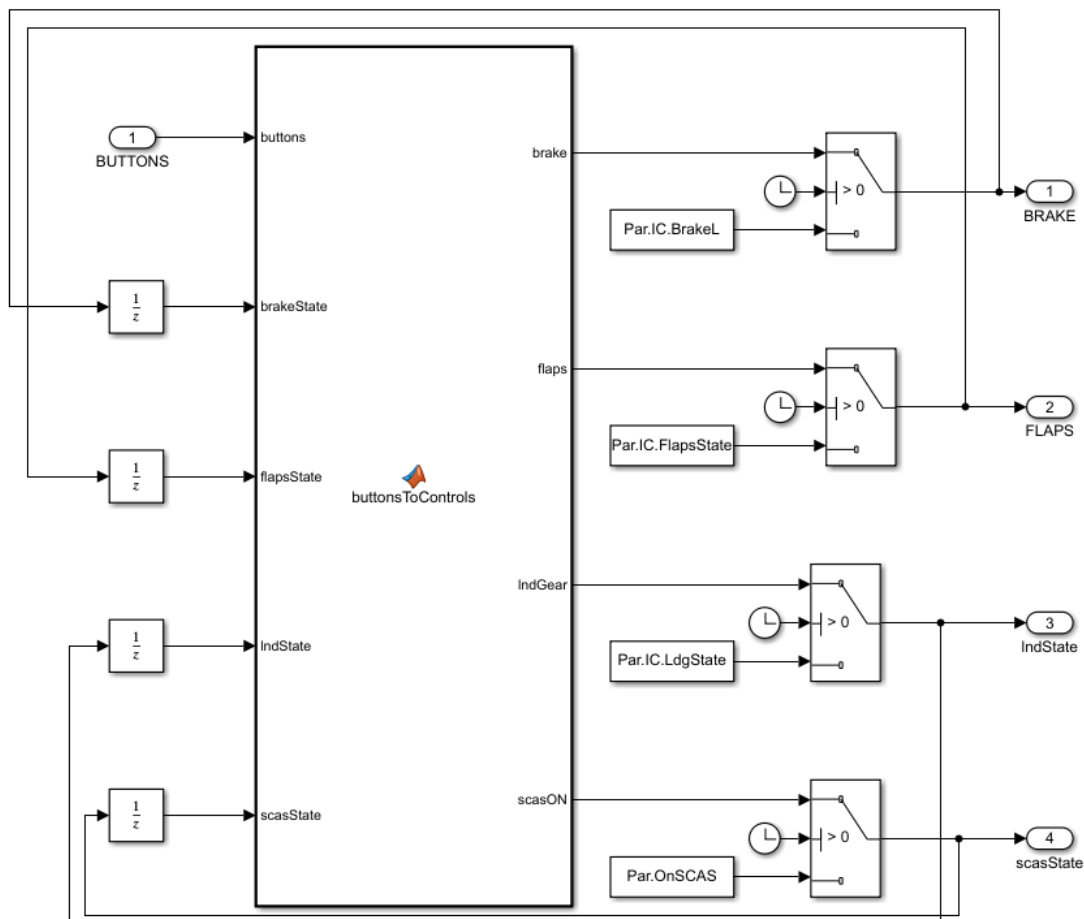 1
BUTTONS
buttons
brake
> 0
1
BRAKE
Par.IC.BrakeL
1
z
brakeState
flaps
> 0
2
FLAPS
Par.IC.FlapsState
1
z
flapsState
buttonsToControls
lndGear
> 0
3
lndState
Par.IC.LdgState
1
z
lndState
scasON
> 0
4
scasState
Par.OnSCAS
1
z
scasState